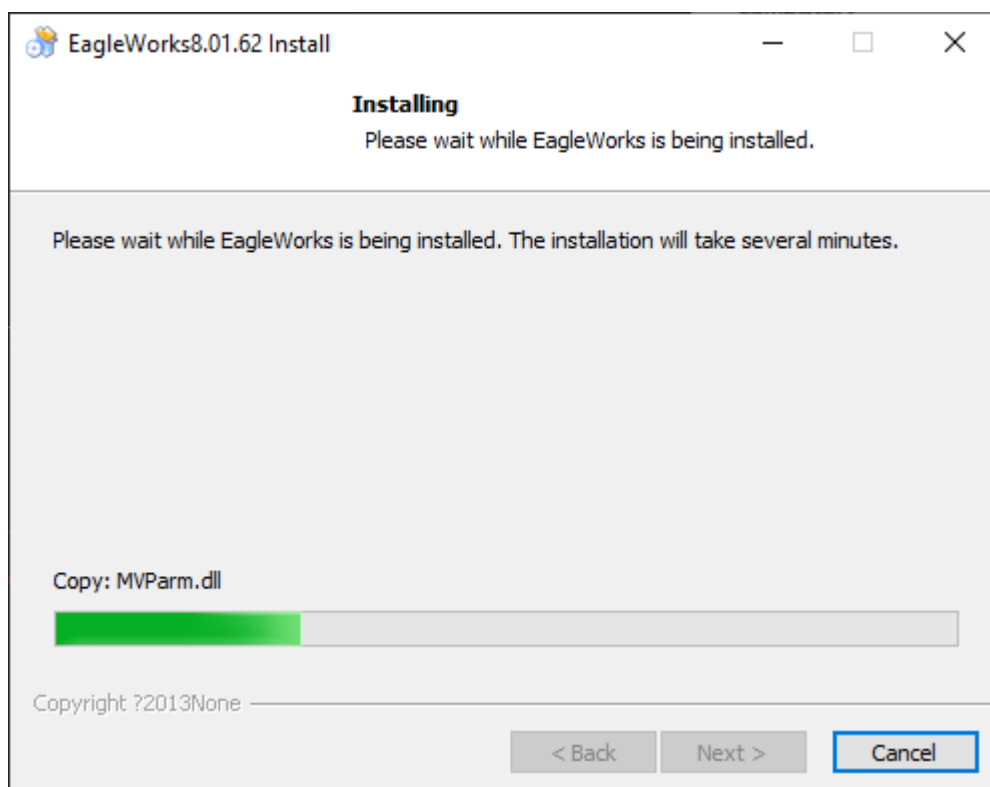 EagleWorks8.01.62 Install
Installing
Please wait while EagleWorks is being installed.
Please wait while EagleWorks is being installed. The installation will take several minutes.
Copy: MVParm.dll
Copyright ?2013None
< Back
Next >
Cancel